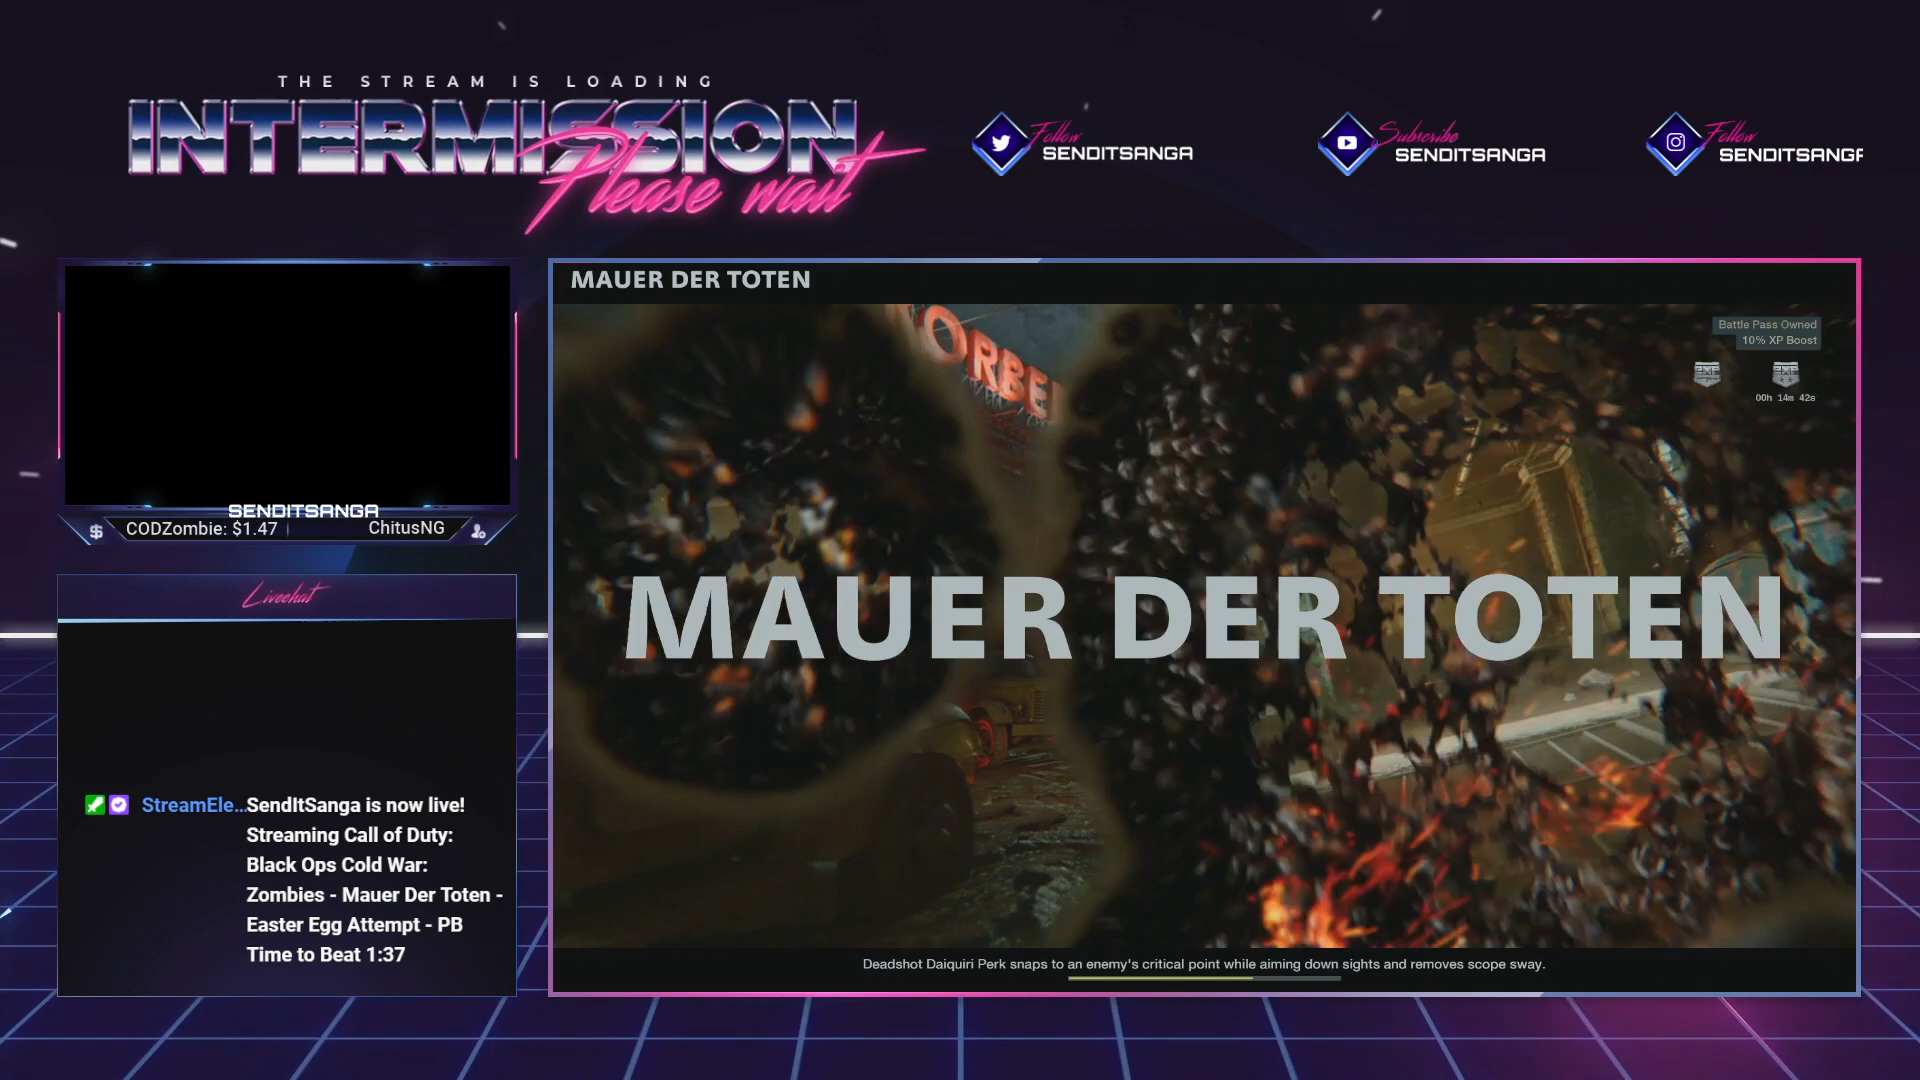 THE STREAM IS LOADING
INTERMISSION
Please wait
Follow
SENDITSANGA
Subscribe
SENDITSANGA
Follow
SENDITSANGA
MAUER DER TOTEN
ORBE
Battle Pass Owned
10% XP Boost
00h 14m 42s
MAUER DER TOTEN
SENDITSANGA
CODZombie: $1.47
ChitusNG
Livechat
StreamEle... SendItSanga is now live!
Streaming Call of Duty:
Black Ops Cold War:
Zombies - Mauer Der Toten -
Easter Egg Attempt - PB
Time to Beat 1:37
Deadshot Daiquiri Perk snaps to an enemy's critical point while aiming down sights and removes scope sway.